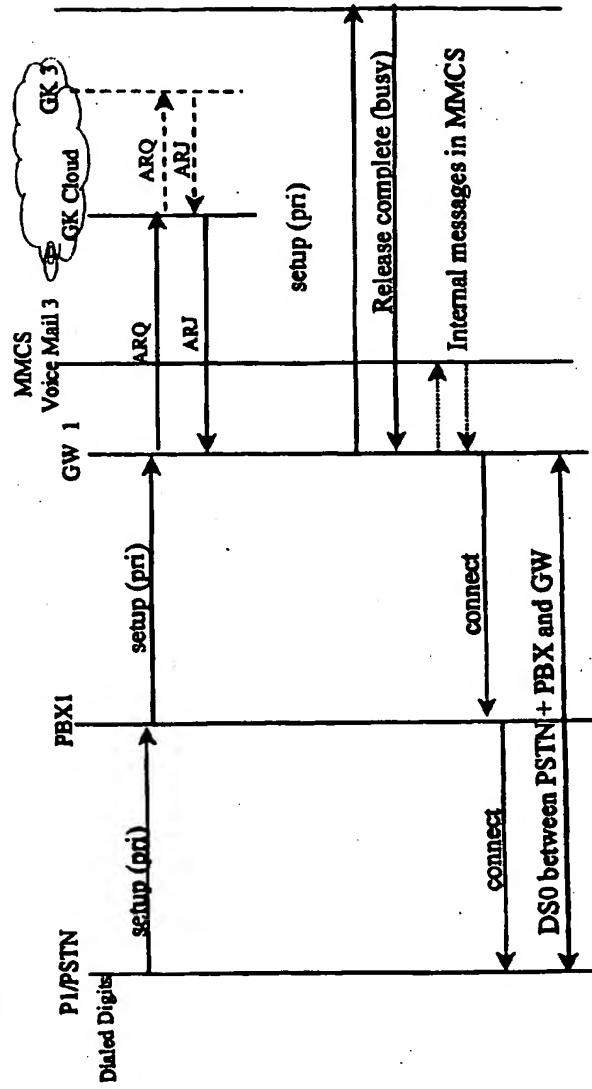 P1/PSTN
Dialed Digits
PBX1
GW 1
MMCS
Voice Mail 3
GK Cloud
GK 3
setup (pri)
setup (pri)
ARQ
ARQ
ARJ
ARJ
setup (pri)
Release complete (busy)
Internal messages in MMCS
connect
connect
DS0 between PSTN + PBX and GW